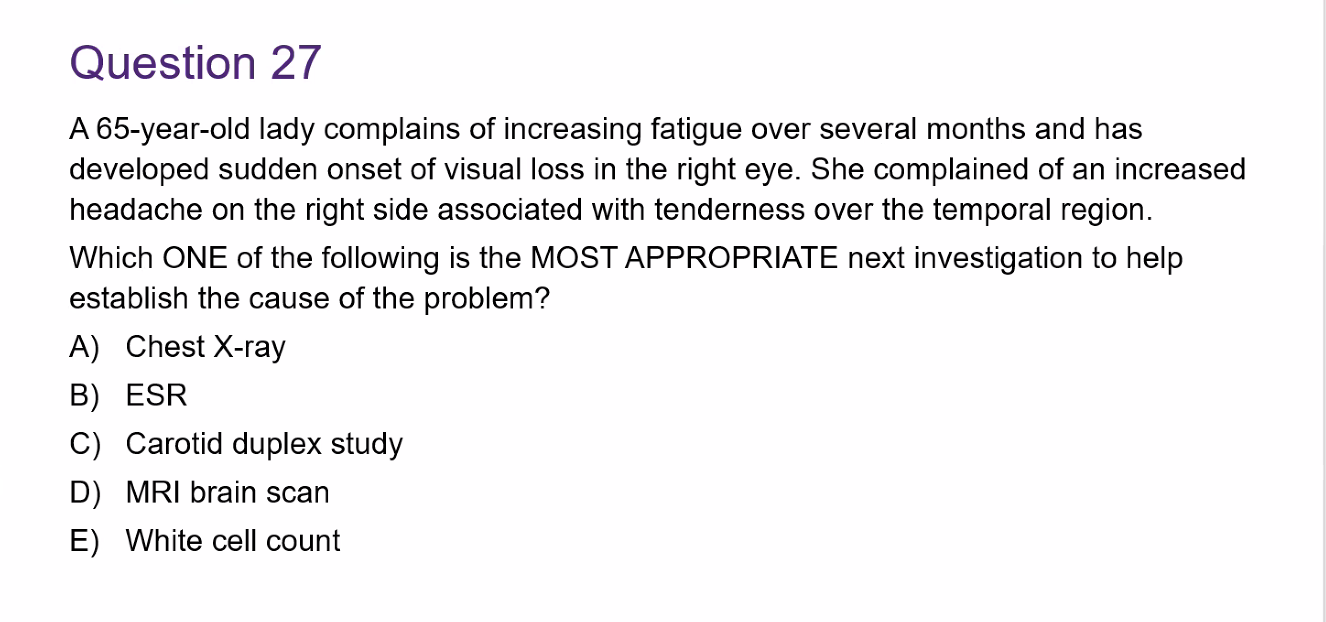 Question 27
A 65-year-old lady complains of increasing fatigue over several months and has
developed sudden onset of visual loss in the right eye. She complained of an increased
headache on the right side associated with tenderness over the temporal region.
Which ONE of the following is the MOST APPROPRIATE next investigation to help
establish the cause of the problem?
A) Chest X-ray
B) ESR
C) Carotid duplex study
D) MRI brain scan
E) White cell count